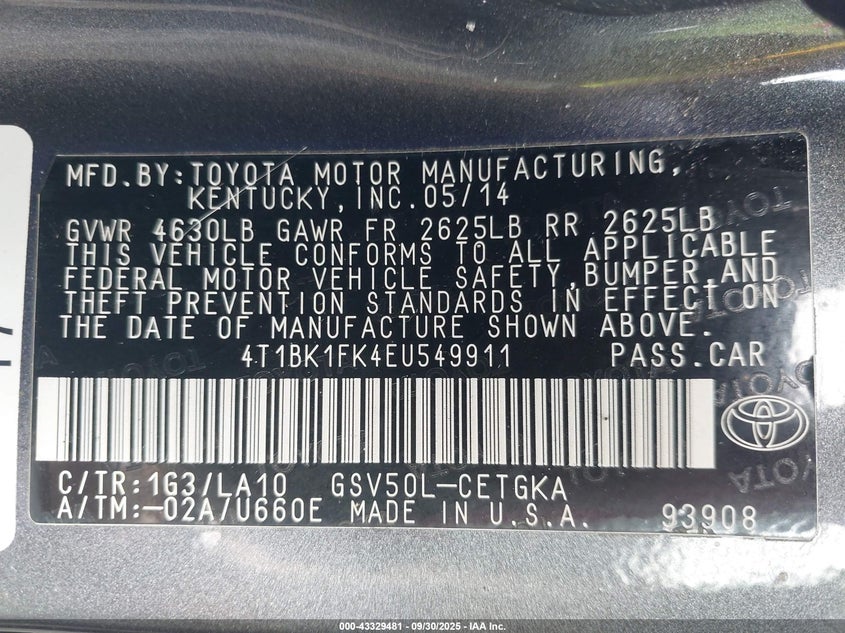 MFD.BY:TOYOTA MOTOR MANUFACTURING,
KENTUCKY,INC.05/14
GVWR 4630LB GAWR FR 2625LB RR 2625LB
THIS VEHICLE CONFORMS TO ALL APPLICABLE
FEDERAL MOTOR VEHICLE SAFETY,BUMPER,AND
THEFT PREVENTION STANDARDS IN EFFECT ON
THE DATE OF MANUFACTURE SHOWN ABOVE.
4T1BK1FK4EU549911 PASS.CAR
C/TR:1G3/LA10 GSV50L-CETGKA
A/TM:-02A/U660E MADE IN U.S.A. 93908
000-43329481 - 09/30/2025 - IAA Inc.